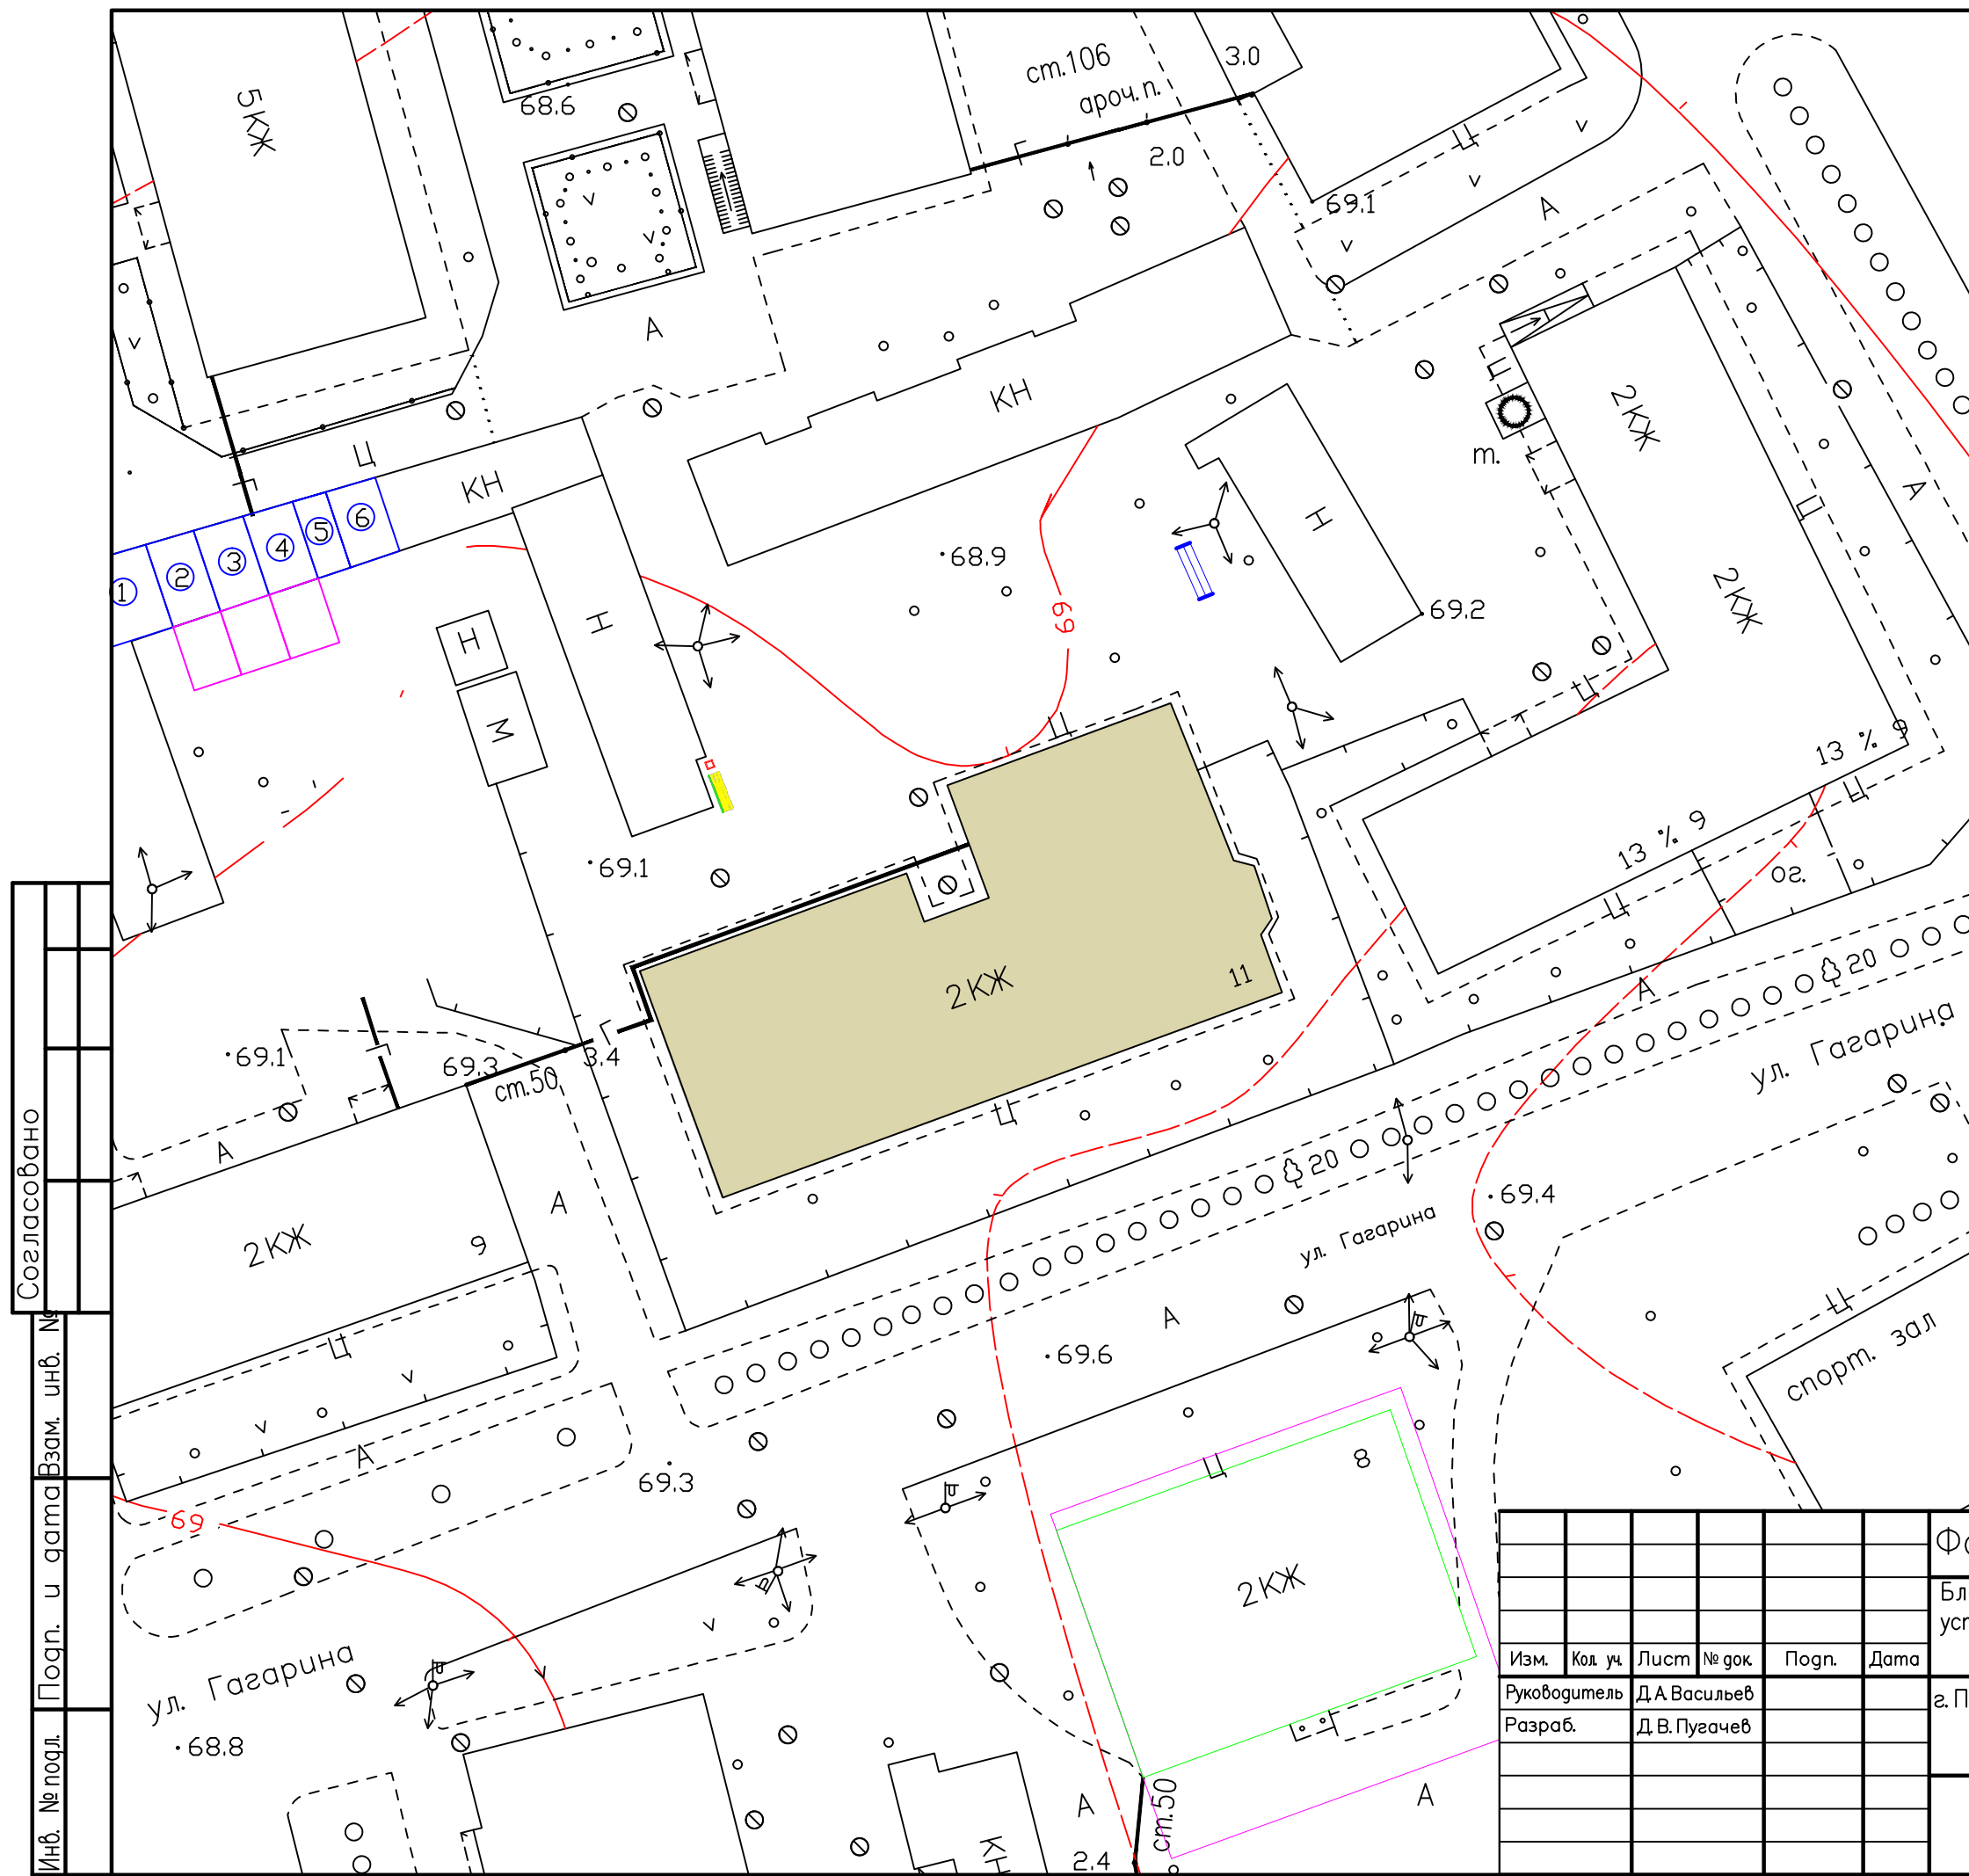 ст.106
3.0
5КЖ
68.6
ароч.п.
2.0
Ц
69.1
А
А
КН
2КЖ
т.
Ц
КН
А
Н
Ц
6
5
4
3
2
1
68.9
2КЖ
69
69.2
Н
Н
М
Ц
Ц
13 % 9
13 % 9
Ц
69.1
ог.
Ц
11
2КЖ
А
20
69.1
69.3
3.4
ст.50
ул. Гагарина
Ц
А
20
69.4
А
2КЖ
9
ул. Гагарина
А
Ц
Ц
69.6
спорт. зал
А
69.3
8
Ц
69
2КЖ
ул. Гагарина
68.8
А
А
ст.50
КН
2.4
Согласовано
Взам. инв. №
Подп. и дата
Инв. № подл.
Изм. Кол. уч. Лист № док. Подп. Дата
Руководитель Д.А.Васильев
Разраб. Д.В.Пугачев
Бл
ус
г.П